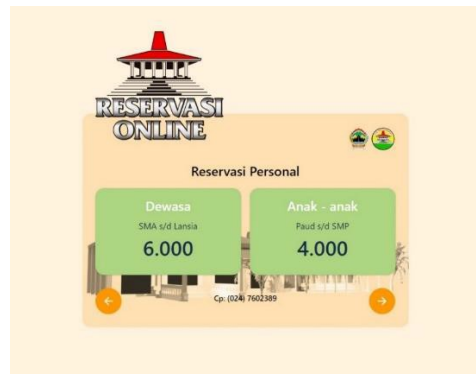 RESERVASI
ONLINE
Reservasi Personal
Dewasa
SMA s/d Lansia
6.000
Anak - anak
Paud s/d SMP
4.000
Cp: (024) 7602389